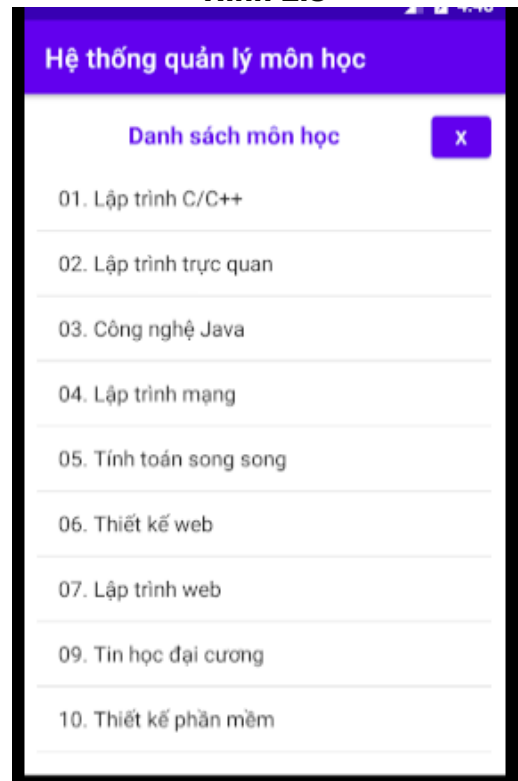 Hệ thống quản lý môn học
Danh sách môn học X
01. Lập trình C/C++
02. Lập trình trực quan
03. Công nghệ Java
04. Lập trình mạng
05. Tính toán song song
06. Thiết kế web
07. Lập trình web
09. Tin học đại cương
10. Thiết kế phần mềm